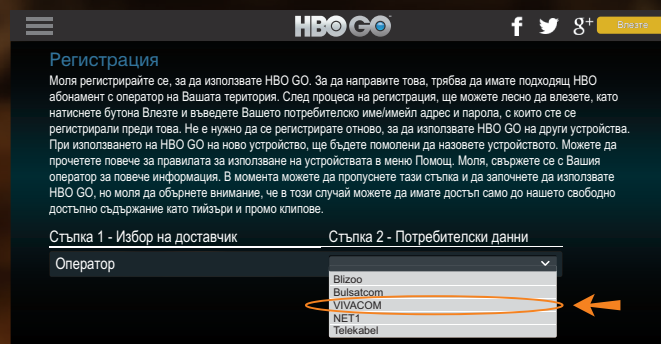 HBO GO
f
g+
Влезте
Регистрация
Моля регистрирайте се, за да използвате HBO GO. За да направите това, трябва да имате подходящ HBO
абонамент с оператор на Вашата територия. След процеса на регистрация, ще можете лесно да влезете, като
натиснете бутона Влезте и въведете Вашето потребителско име/имейл адрес и парола, с които сте се
регистрирали преди това. Не е нужно да се регистрирате отново, за да използвате HBO GO на други устройства.
При използването на HBO GO на ново устройство, ще бъдете помолени да назовете устройството. Можете да
прочетете повече за правилата за използване на устройствата в меню Помощ. Моля, свържете се с Вашия
оператор за повече информация. В момента можете да пропуснете тази стъпка и да започнете да използвате
HBO GO, но моля да обърнете внимание, че в този случай можете да имате достъп само до нашето свободно
достъпно съдържание като тийзъри и промо клипове.
Стъпка 1 - Избор на доставчик
Стъпка 2 - Потребителски данни
Оператор
Blizoo
Bulsatcom
VIVACOM
NET1
Telekabel